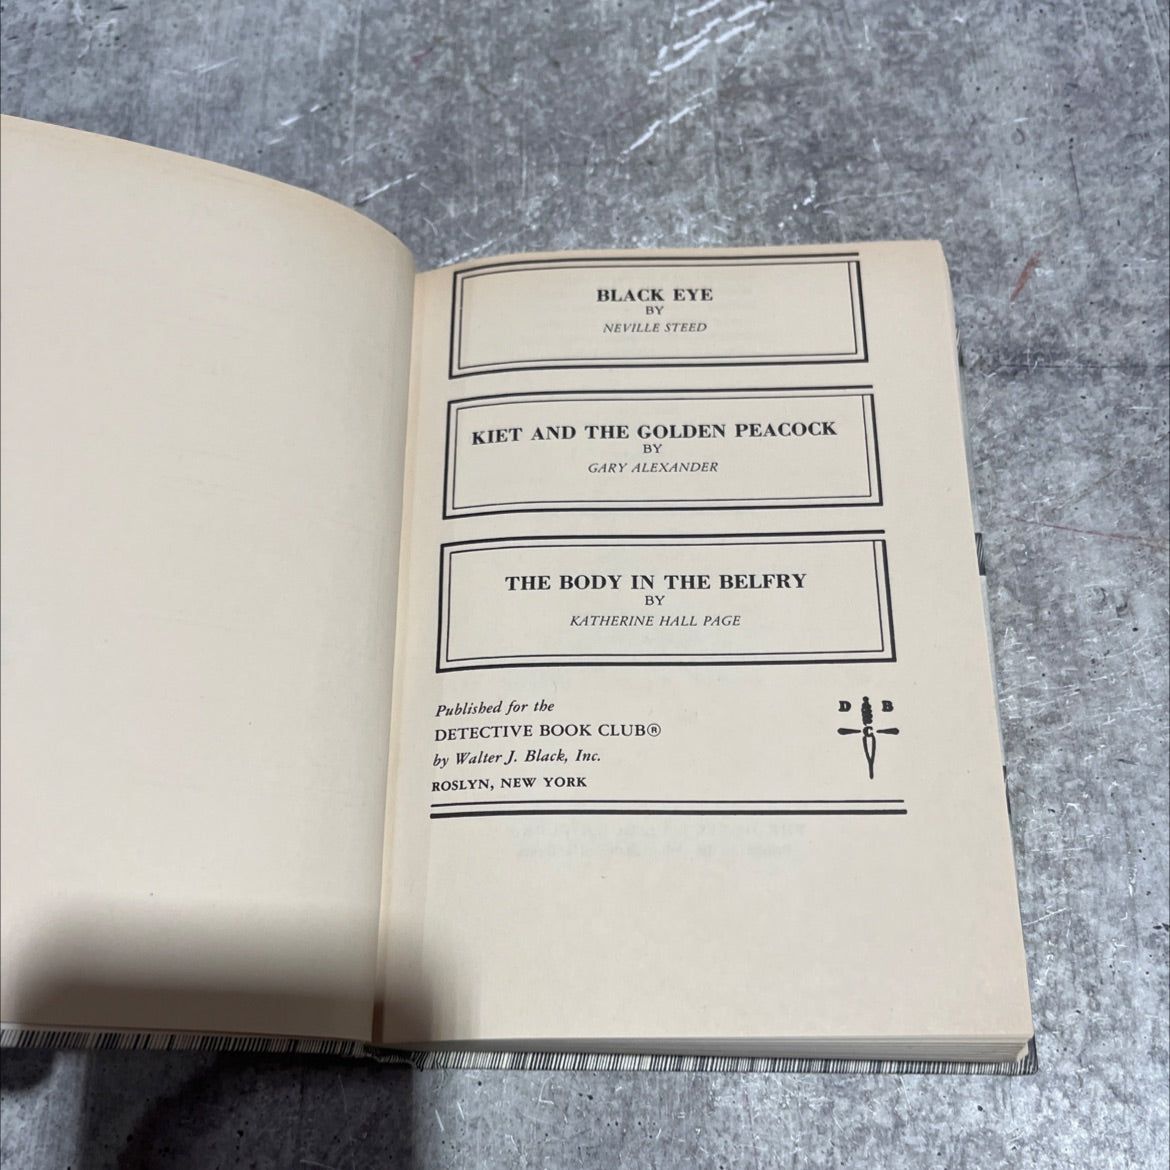 BLACK EYE
BY
NEVILLE STEED
KIET AND THE GOLDEN PEACOCK
BY
GARY ALEXANDER
THE BODY IN THE BELFRY
BY
KATHERINE HALL PAGE
Published for the
DETECTIVE BOOK CLUB®
by Walter J. Black, Inc.
ROSLYN, NEW YORK
D B
C